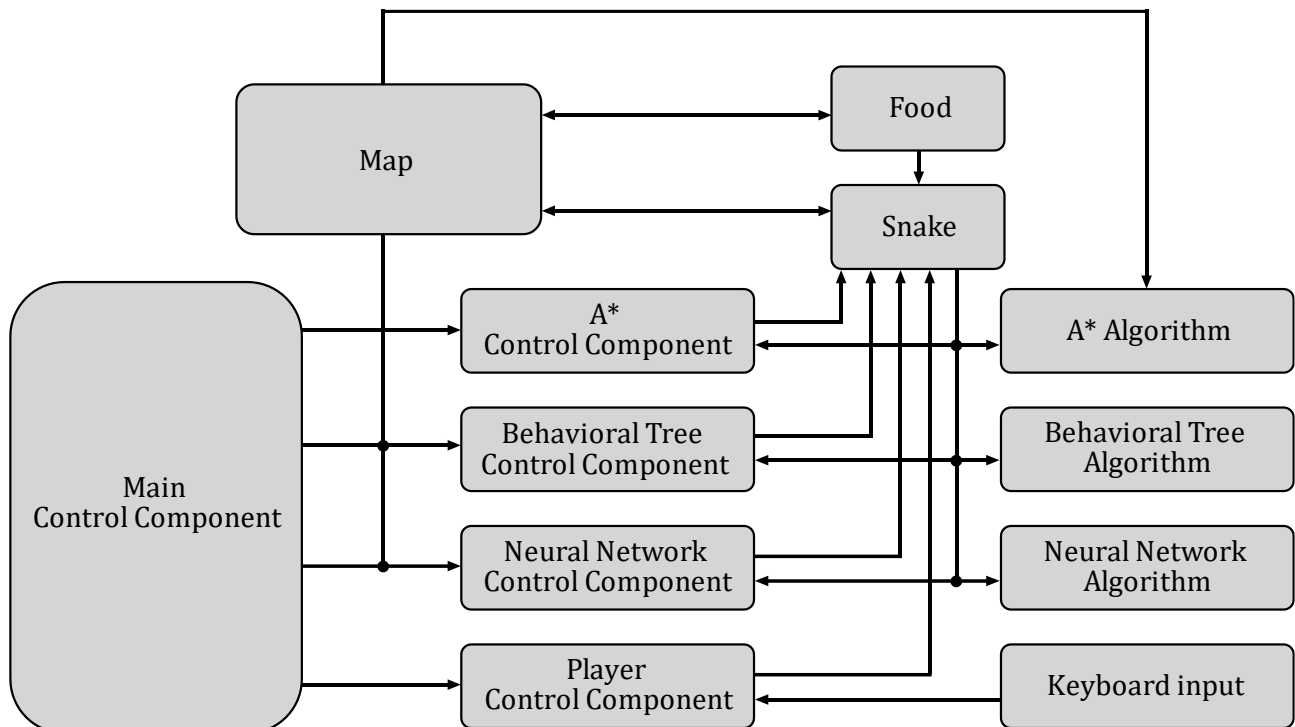 Food
Map
Snake
A*
Control Component
A* Algorithm
Behavioral Tree
Control Component
Behavioral Tree
Algorithm
Main
Control Component
Neural Network
Control Component
Neural Network
Algorithm
Player
Control Component
Keyboard input